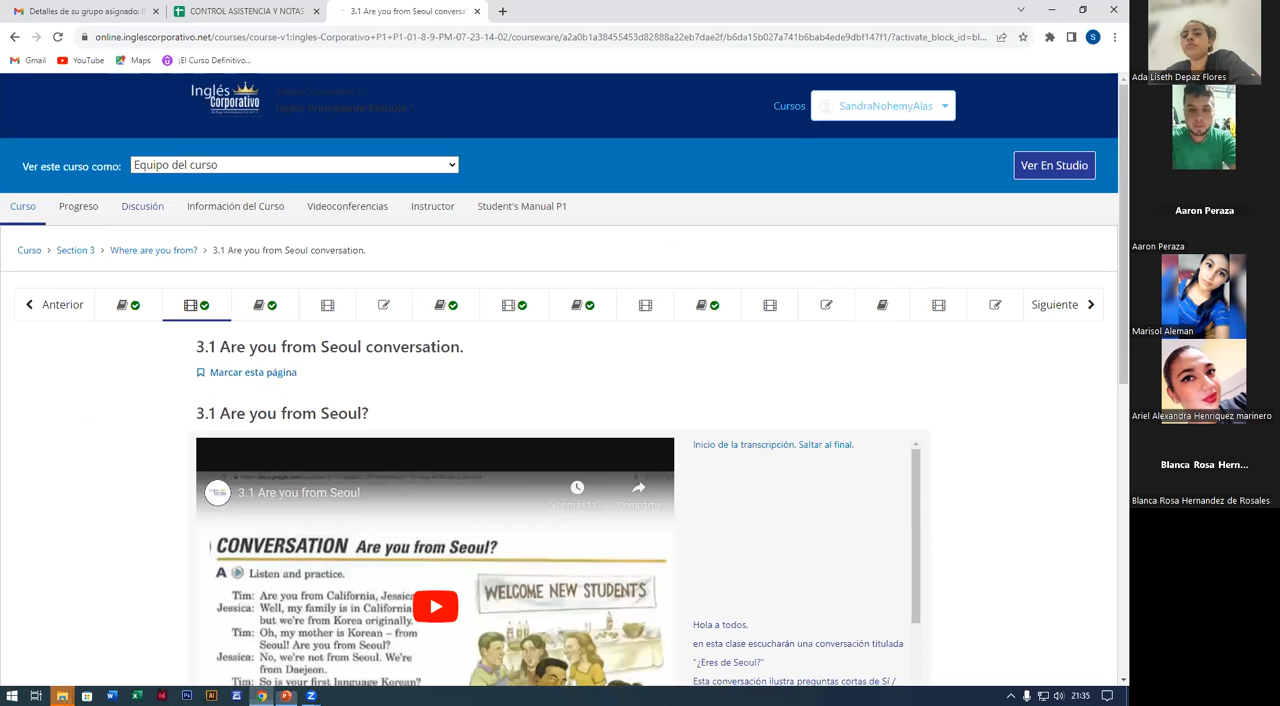 Detalles de su grupo asignado: I
CONTROL ASISTENCIA Y NOTAS
3.1 Are you from Seoul conversa
online.inglescorporativo.net/courses/course-v1:Ingles-Corporativo+P1+P1-01-8-9-PM-07-23-14-02/courseware/a2a0b1a38455453d82888a22eb7dae2f/b6da15b027a741b6bab4ede9dbf147f1/?activate_block_id=bl...
S
Gmail
YouTube
Maps
¡El Curso Definitivo...
Inglés
Corporativo
Inglés Corporativo P1
Inglés Principiante Módulo
Cursos
SandraNohemyAlas
Ver este curso como:
Equipo del curso
Ver En Studio
Curso
Progreso
Discusión
Información del Curso
Videoconferencias
Instructor
Student's Manual P1
Curso > Section 3 > Where are you from? > 3.1 Are you from Seoul conversation.
Anterior
Siguiente
3.1 Are you from Seoul conversation.
Marcar esta página
3.1 Are you from Seoul?
3.1 Are you from Seoul
Ver más ta
Compartir
CONVERSATION Are you from Seoul?
A Listen and practice.
Tim: Are you from California, Jessica
Jessica: Well, my family is in California
but we're from Korea originally.
Tim: Oh, my mother is Korean – from
Seoul! Are you from Seoul?
Jessica: No, we're not from Seoul. We're
from Daejeon.
Tim: So is your first language Korean?
WELCOME NEW STUDENTS
Inicio de la transcripción. Saltar al final.
Hola a todos,
en esta clase escucharán una conversación titulada
"¿Eres de Seoul?"
Esta conversación ilustra preguntas cortas de Sí /
Ada Liseth Depaz Flores
Aaron Peraza
Aaron Peraza
Marisol Aleman
Ariel Alexandra Henriquez marinero
Blanca Rosa Hern...
Blanca Rosa Hernandez de Rosales
21:35